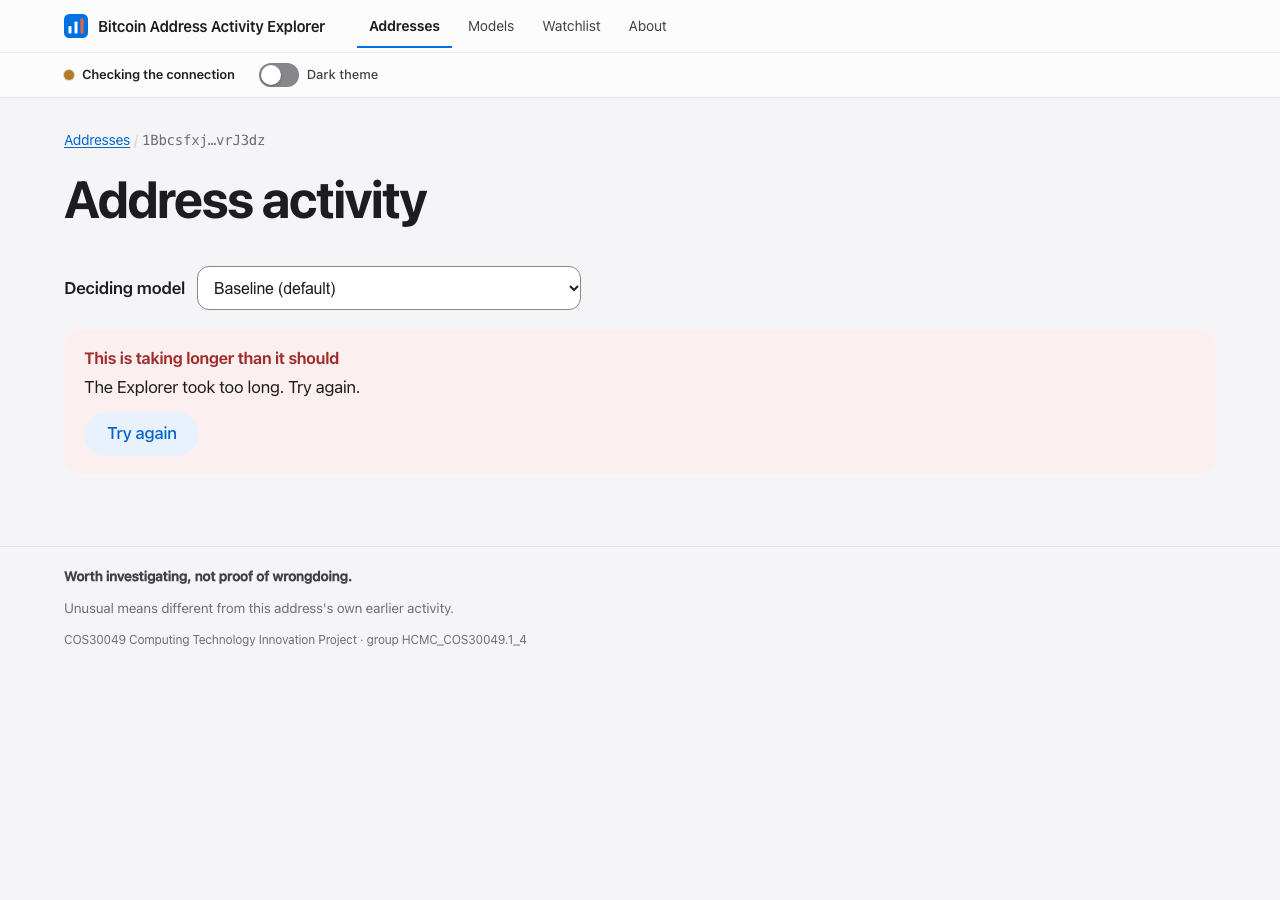 Bitcoin Address Activity Explorer Addresses Models Watchlist About
Checking the connection Dark theme
Addresses / 1Bbcsfxj…vrJ3dz
Address activity
Deciding model Baseline (default)
This is taking longer than it should
The Explorer took too long. Try again.
Try again
Worth investigating, not proof of wrongdoing.
Unusual means different from this address's own earlier activity.
COS30049 Computing Technology Innovation Project · group HCMC_COS30049.1_4